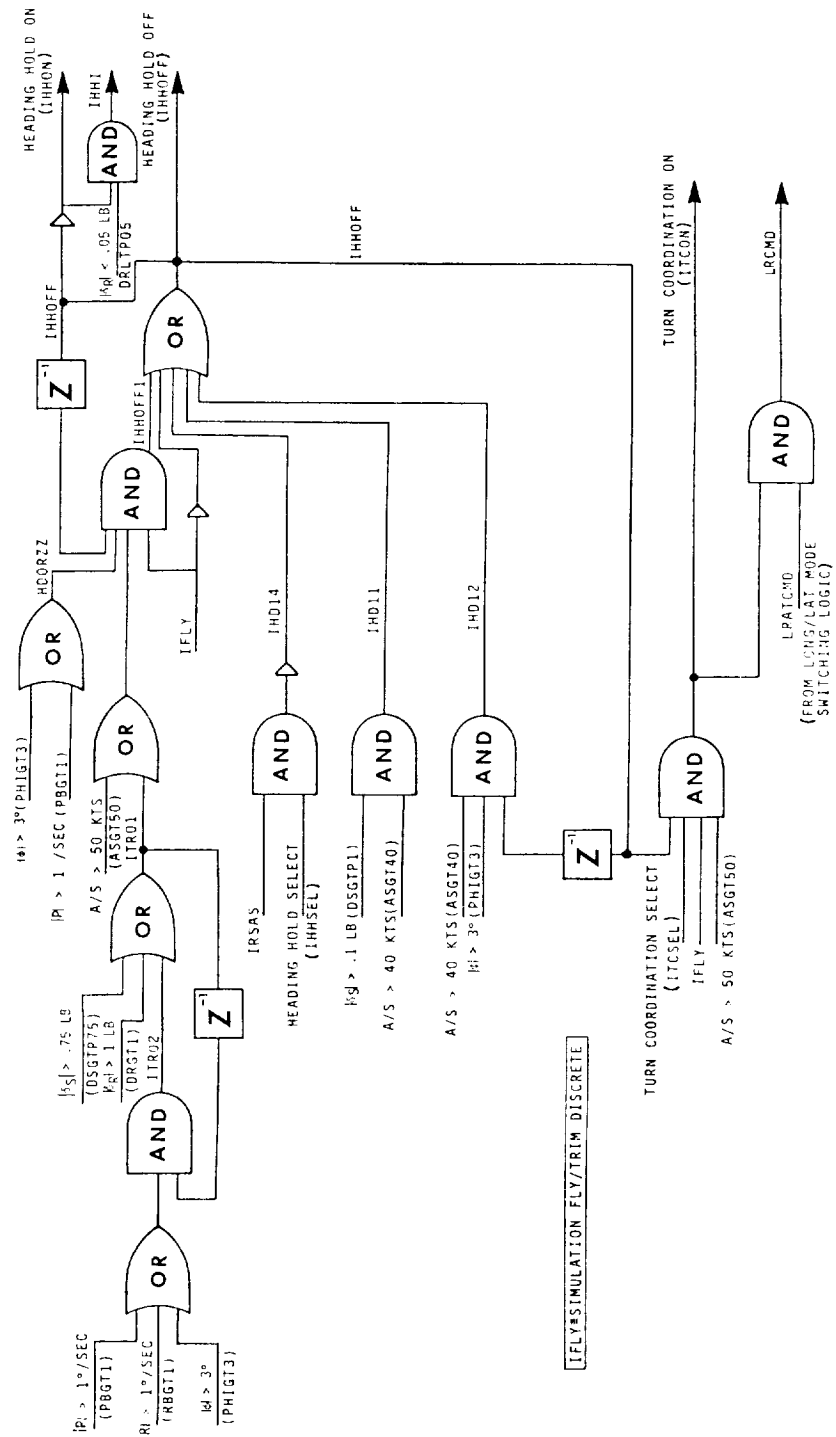 |P| > 1°/SEC
(PBGT1)
R| > 1°/SEC
(RBGT1)
|ϕ| > 3°
(PHIGT3)
OR
AND
Z⁻¹
> .75 LB
(DSGTP75)
> 1 LB
(DRGT1)
ITR02
OR
A/S > 50 KTS
(ASGT50)
ITR01
OR
|ϕ| > 3° (PHIGT3)
|P| > 1 /SEC (PBGT1)
OR
HDORZZ
IFLY
AND
IHHOFF1
Z⁻¹
IHHOFF
< .05 LB
DRLTP05
AND
HEADING HOLD ON
(IHHON)
IHHI
HEADING HOLD OFF
(IHHOFF)
OR
IHHOFF
IRSAS
HEADING HOLD SELECT
(IHHSEL)
AND
IHD14
> .1 LB (DSGTP1)
A/S > 40 KTS (ASGT40)
AND
IHD11
A/S > 40 KTS (ASGT40)
|ϕ| > 3° (PHIGT3)
AND
IHD12
Z⁻¹
TURN COORDINATION SELECT
(ITCSEL)
IFLY
A/S > 50 KTS (ASGT50)
AND
TURN COORDINATION ON
(ITCON)
LPATCMD
(FROM LONG/LAT MODE
SWITCHING LOGIC)
AND
LRCMD
IFLY≡SIMULATION FLY/TRIM DISCRETE